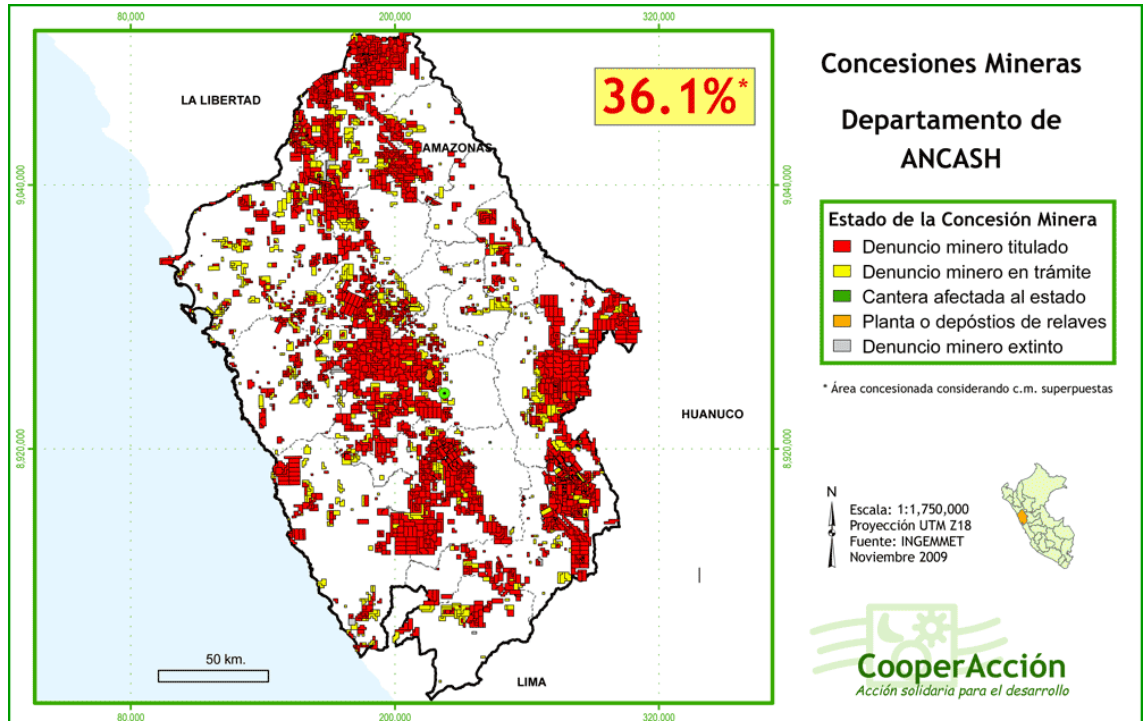 80,000
200,000
320,000
LA LIBERTAD
36.1%*
AMAZONAS
9,040,000
9,040,000
8,920,000
8,920,000
HUANUCO
50 km.
LIMA
80,000
200,000
320,000
Concesiones Mineras
Departamento de
ANCASH
Estado de la Concesión Minera
Denuncio minero titulado
Denuncio minero en trámite
Cantera afectada al estado
Planta o depóstios de relaves
Denuncio minero extinto
* Área concesionada considerando c.m. superpuestas
N
Escala: 1:1,750,000
Proyección UTM Z18
Fuente: INGEMMET
Noviembre 2009
CooperAcción
Acción solidaria para el desarrollo